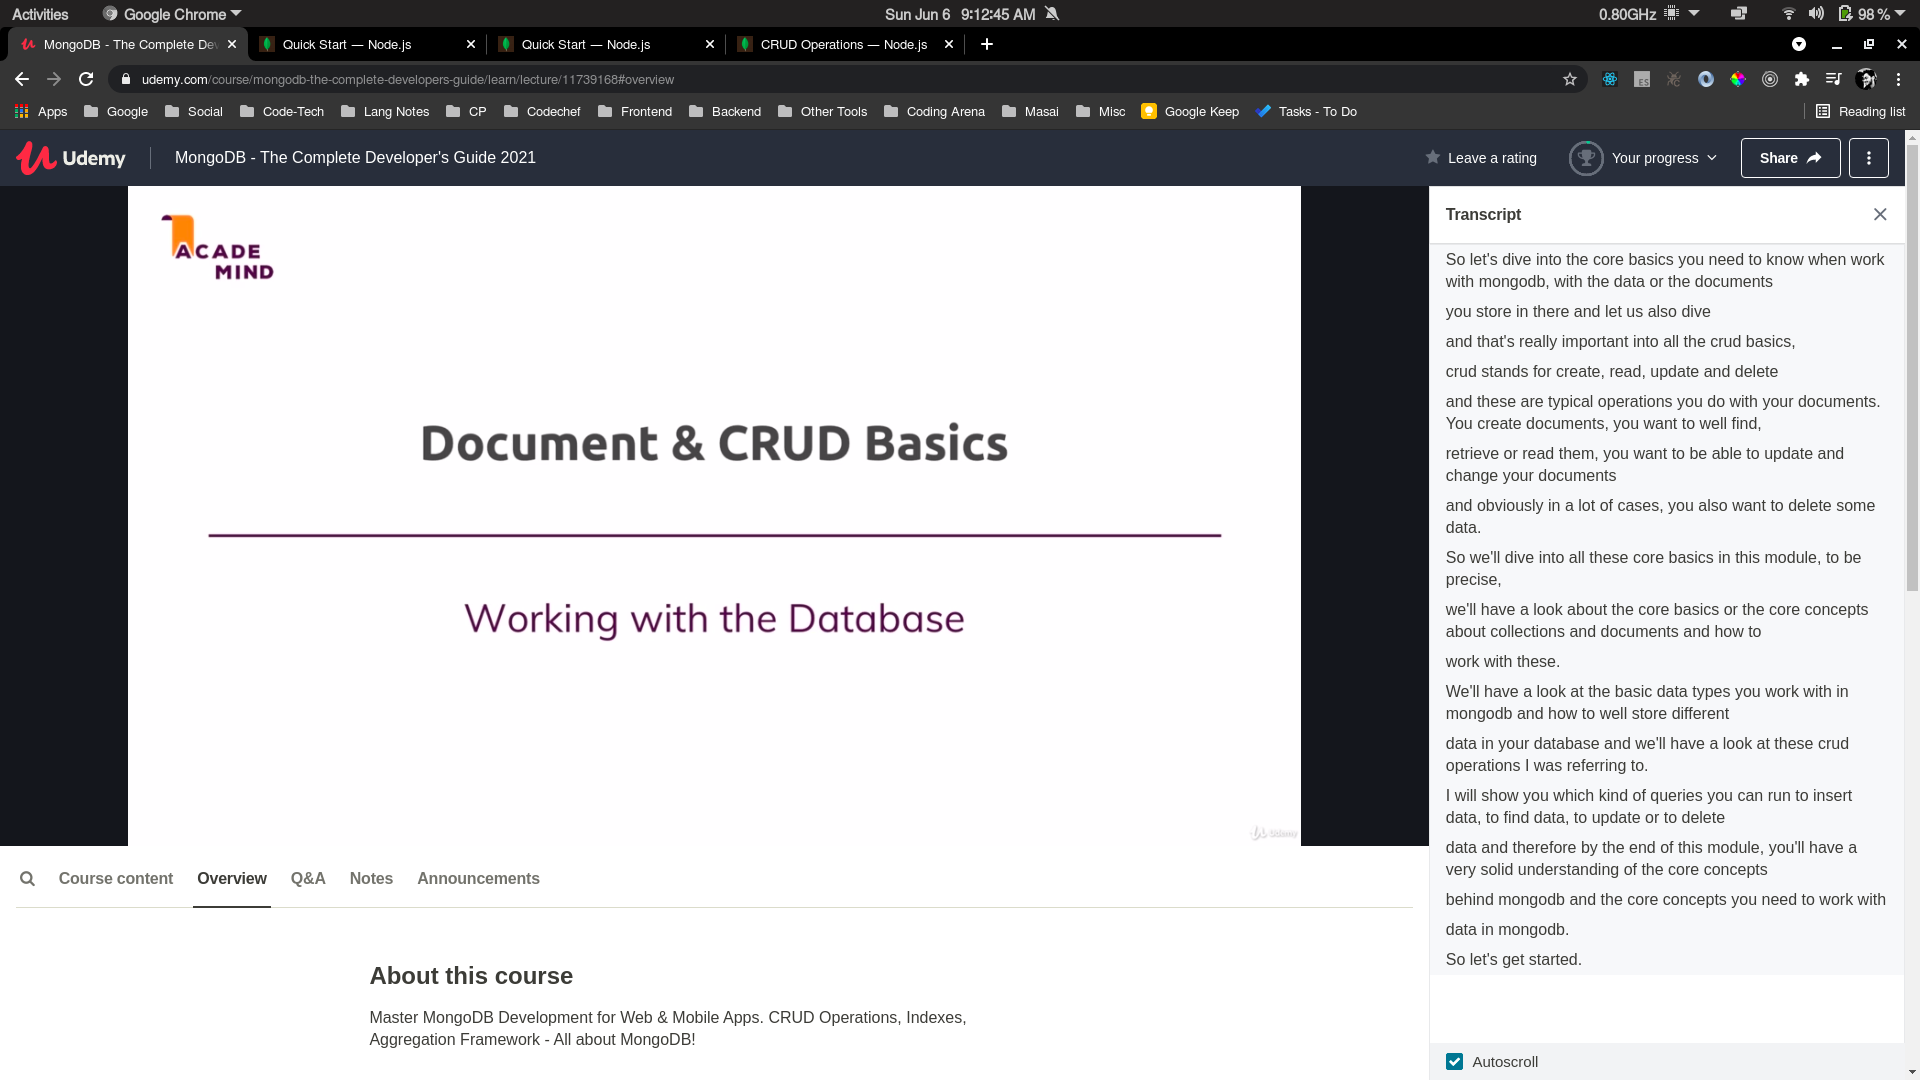 Activities
Google Chrome
Sun Jun 6 9:12:45 AM
0.80GHz
98 %
MongoDB - The Complete Dev
Quick Start — Node.js
Quick Start — Node.js
CRUD Operations — Node.js
udemy.com/course/mongodb-the-complete-developers-guide/learn/lecture/11739168#overview
ES
Apps
Google
Social
Code-Tech
Lang Notes
CP
Codechef
Frontend
Backend
Other Tools
Coding Arena
Masai
Misc
Google Keep
Tasks - To Do
Reading list
Udemy
MongoDB - The Complete Developer's Guide 2021
Leave a rating
Your progress
Share
ACADE
MIND
Document & CRUD Basics
Working with the Database
Udemy
Transcript
So let's dive into the core basics you need to know when work
with mongodb, with the data or the documents
you store in there and let us also dive
and that's really important into all the crud basics,
crud stands for create, read, update and delete
and these are typical operations you do with your documents.
You create documents, you want to well find,
retrieve or read them, you want to be able to update and
change your documents
and obviously in a lot of cases, you also want to delete some
data.
So we'll dive into all these core basics in this module, to be
precise,
we'll have a look about the core basics or the core concepts
about collections and documents and how to
work with these.
We'll have a look at the basic data types you work with in
mongodb and how to well store different
data in your database and we'll have a look at these crud
operations I was referring to.
I will show you which kind of queries you can run to insert
data, to find data, to update or to delete
data and therefore by the end of this module, you'll have a
very solid understanding of the core concepts
behind mongodb and the core concepts you need to work with
data in mongodb.
So let's get started.
Autoscroll
Course content
Overview
Q&A
Notes
Announcements
About this course
Master MongoDB Development for Web & Mobile Apps. CRUD Operations, Indexes,
Aggregation Framework - All about MongoDB!